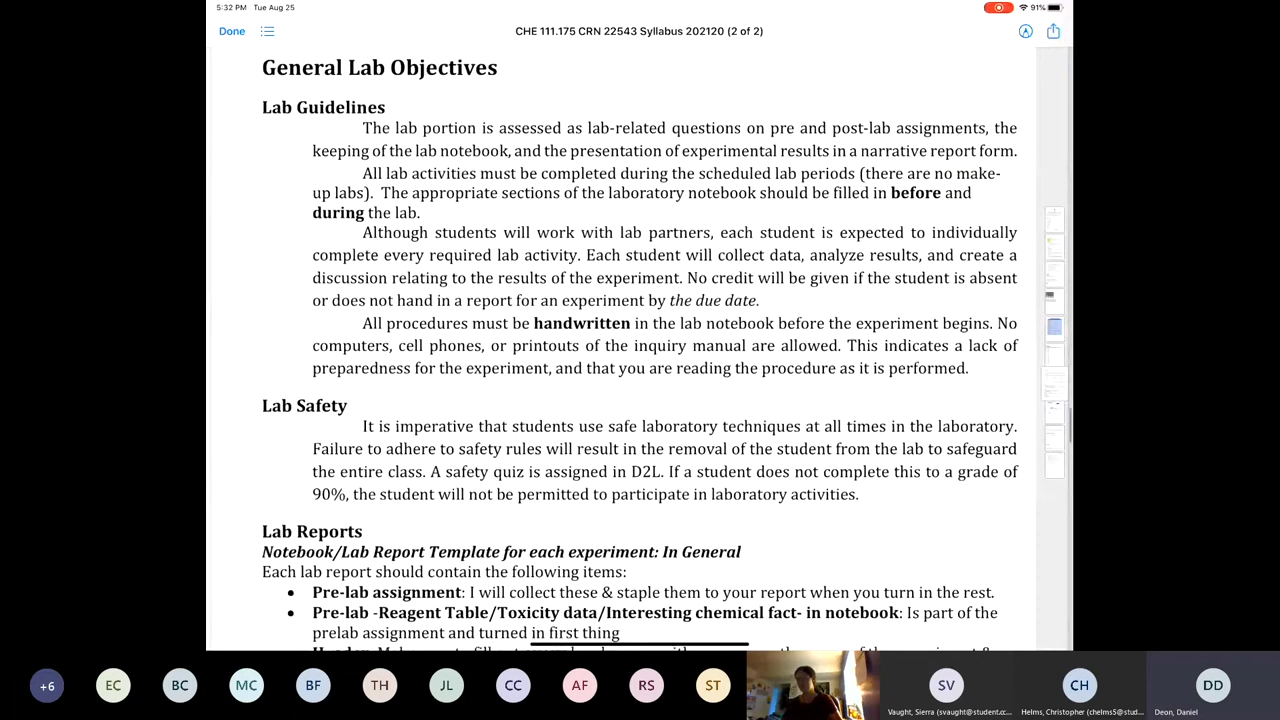 5:32 PM Tue Aug 25
91%
Done
CHE 111.175 CRN 22543 Syllabus 202120 (2 of 2)
General Lab Objectives
Lab Guidelines
The lab portion is assessed as lab-related questions on pre and post-lab assignments, the
keeping of the lab notebook, and the presentation of experimental results in a narrative report form.
All lab activities must be completed during the scheduled lab periods (there are no make-
up labs). The appropriate sections of the laboratory notebook should be filled in before and
during the lab.
Although students will work with lab partners, each student is expected to individually
complete every required lab activity. Each student will collect data, analyze results, and create a
discussion relating to the results of the experiment. No credit will be given if the student is absent
or does not hand in a report for an experiment by the due date.
All procedures must be handwritten in the lab notebook before the experiment begins. No
computers, cell phones, or printouts of the inquiry manual are allowed. This indicates a lack of
preparedness for the experiment, and that you are reading the procedure as it is performed.
Lab Safety
It is imperative that students use safe laboratory techniques at all times in the laboratory.
Failure to adhere to safety rules will result in the removal of the student from the lab to safeguard
the entire class. A safety quiz is assigned in D2L. If a student does not complete this to a grade of
90%, the student will not be permitted to participate in laboratory activities.
Lab Reports
Notebook/Lab Report Template for each experiment: In General
Each lab report should contain the following items:
• Pre-lab assignment: I will collect these & staple them to your report when you turn in the rest.
• Pre-lab -Reagent Table/Toxicity data/Interesting chemical fact- in notebook: Is part of the
prelab assignment and turned in first thing
+6 EC BC MC BF TH JL CC AF RS ST SV CH DD
Vaught, Sierra (svaught@student.cc... Helms, Christopher (chelms5@stud... Deon, Daniel